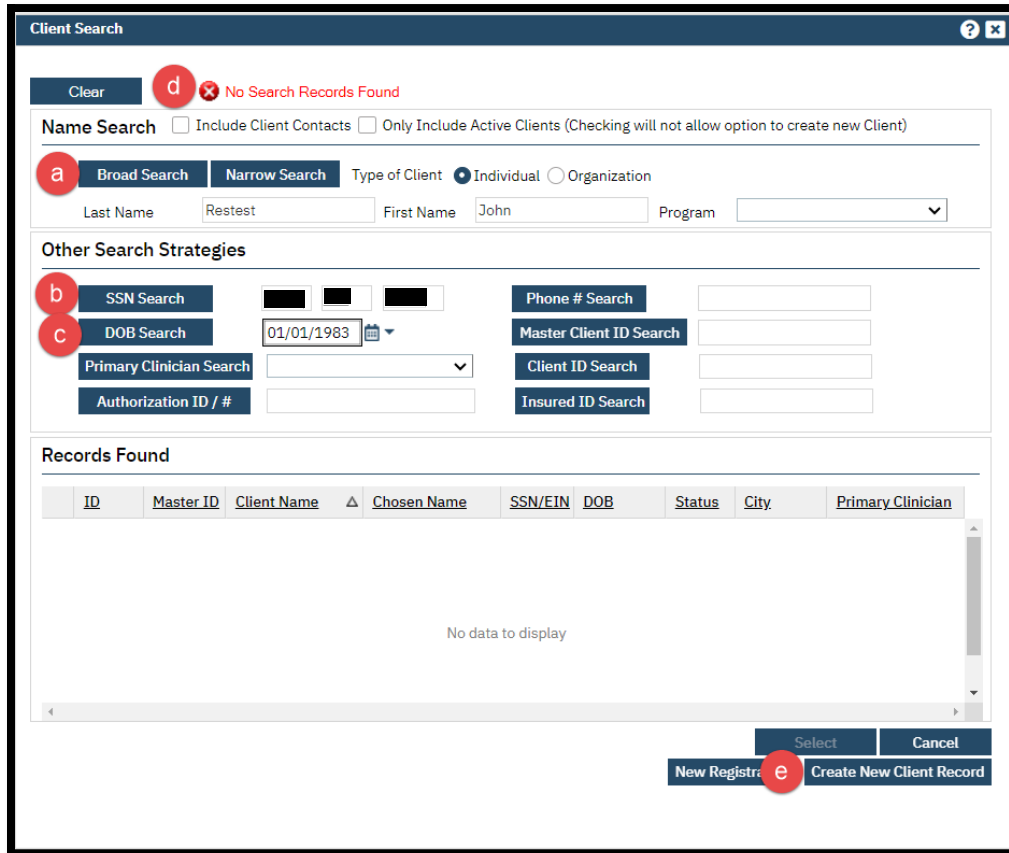 Client Search
Clear d No Search Records Found
Name Search Include Client Contacts Only Include Active Clients (Checking will not allow option to create new Client)
a Broad Search Narrow Search Type of Client Individual Organization
Last Name Restest First Name John Program
Other Search Strategies
b SSN Search Phone # Search
c DOB Search 01/01/1983 Master Client ID Search
Primary Clinician Search Client ID Search
Authorization ID / # Insured ID Search
Records Found
ID Master ID Client Name Chosen Name SSN/EIN DOB Status City Primary Clinician
No data to display
Select Cancel
New Registra e Create New Client Record